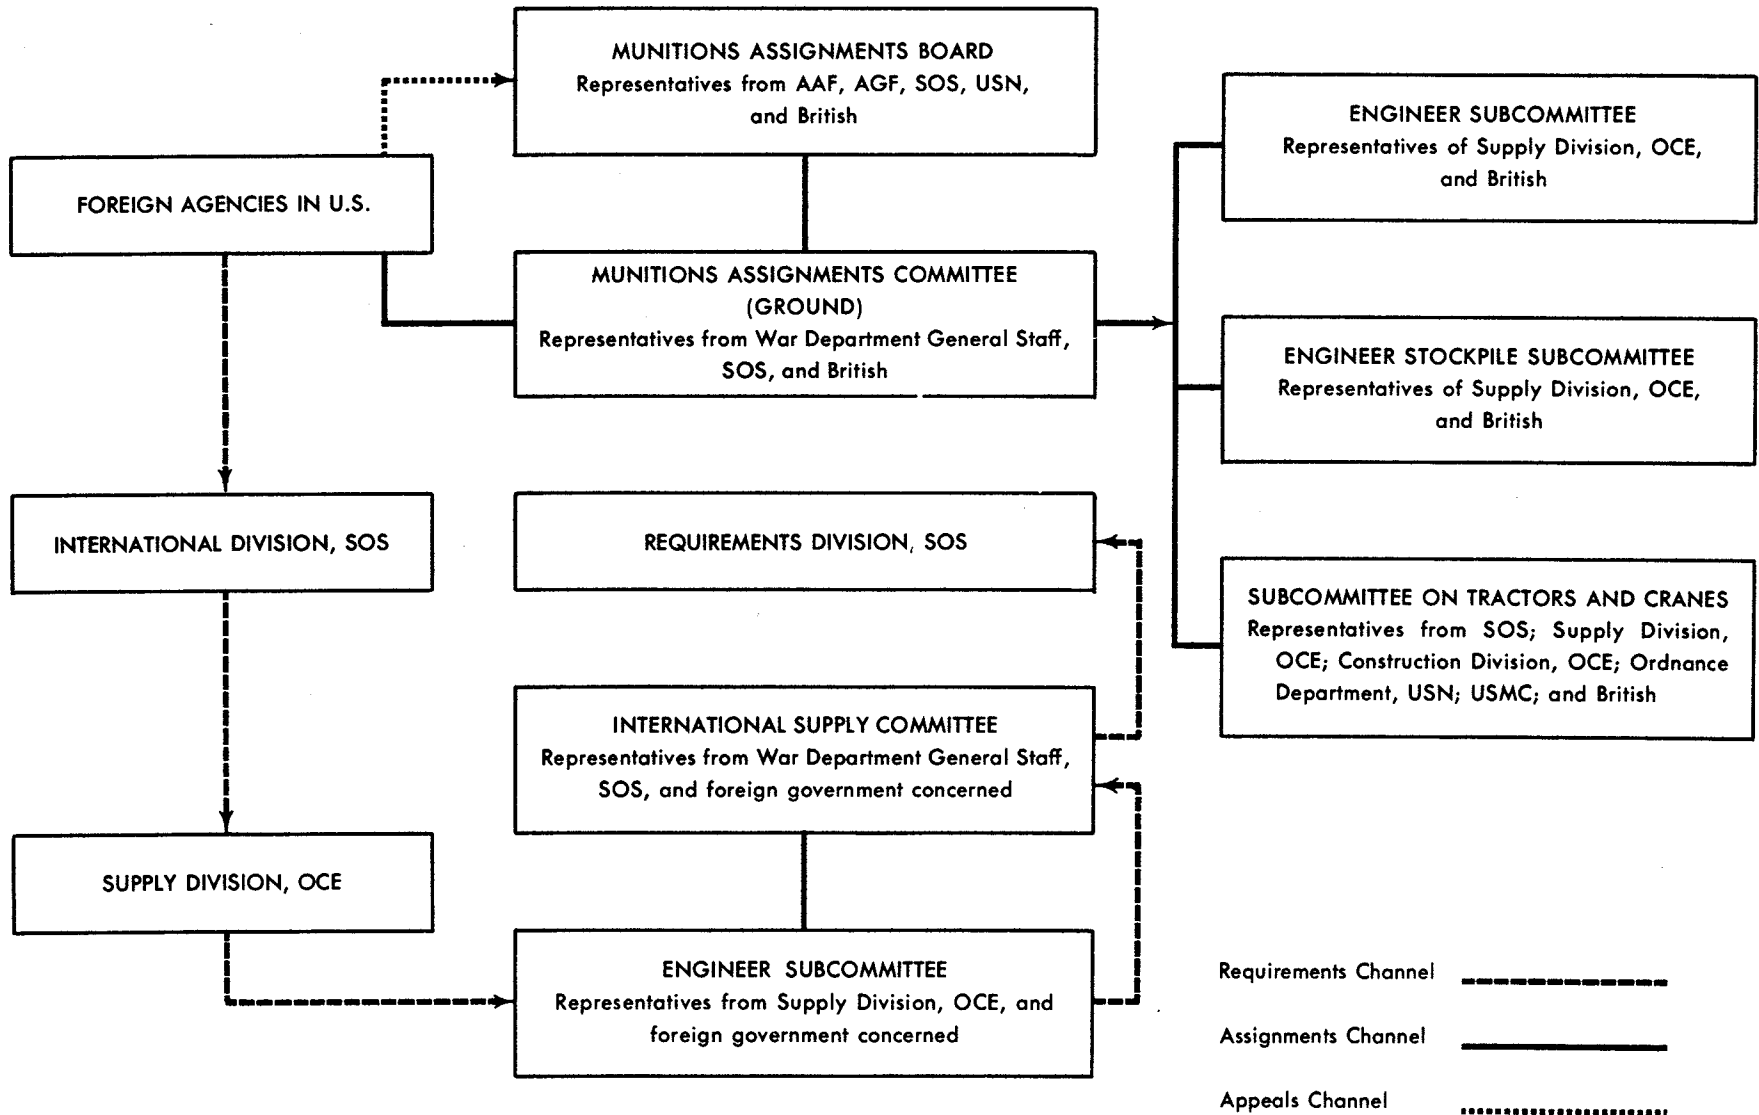 MUNITIONS ASSIGNMENTS BOARD
Representatives from AAF, AGF, SOS, USN,
and British
FOREIGN AGENCIES IN U.S.
MUNITIONS ASSIGNMENTS COMMITTEE
(GROUND)
Representatives from War Department General Staff,
SOS, and British
ENGINEER SUBCOMMITTEE
Representatives of Supply Division, OCE,
and British
ENGINEER STOCKPILE SUBCOMMITTEE
Representatives of Supply Division, OCE,
and British
INTERNATIONAL DIVISION, SOS
REQUIREMENTS DIVISION, SOS
SUBCOMMITTEE ON TRACTORS AND CRANES
Representatives from SOS; Supply Division,
OCE; Construction Division, OCE; Ordnance
Department, USN; USMC; and British
INTERNATIONAL SUPPLY COMMITTEE
Representatives from War Department General Staff,
SOS, and foreign government concerned
SUPPLY DIVISION, OCE
ENGINEER SUBCOMMITTEE
Representatives from Supply Division, OCE, and
foreign government concerned
Requirements Channel
Assignments Channel
Appeals Channel